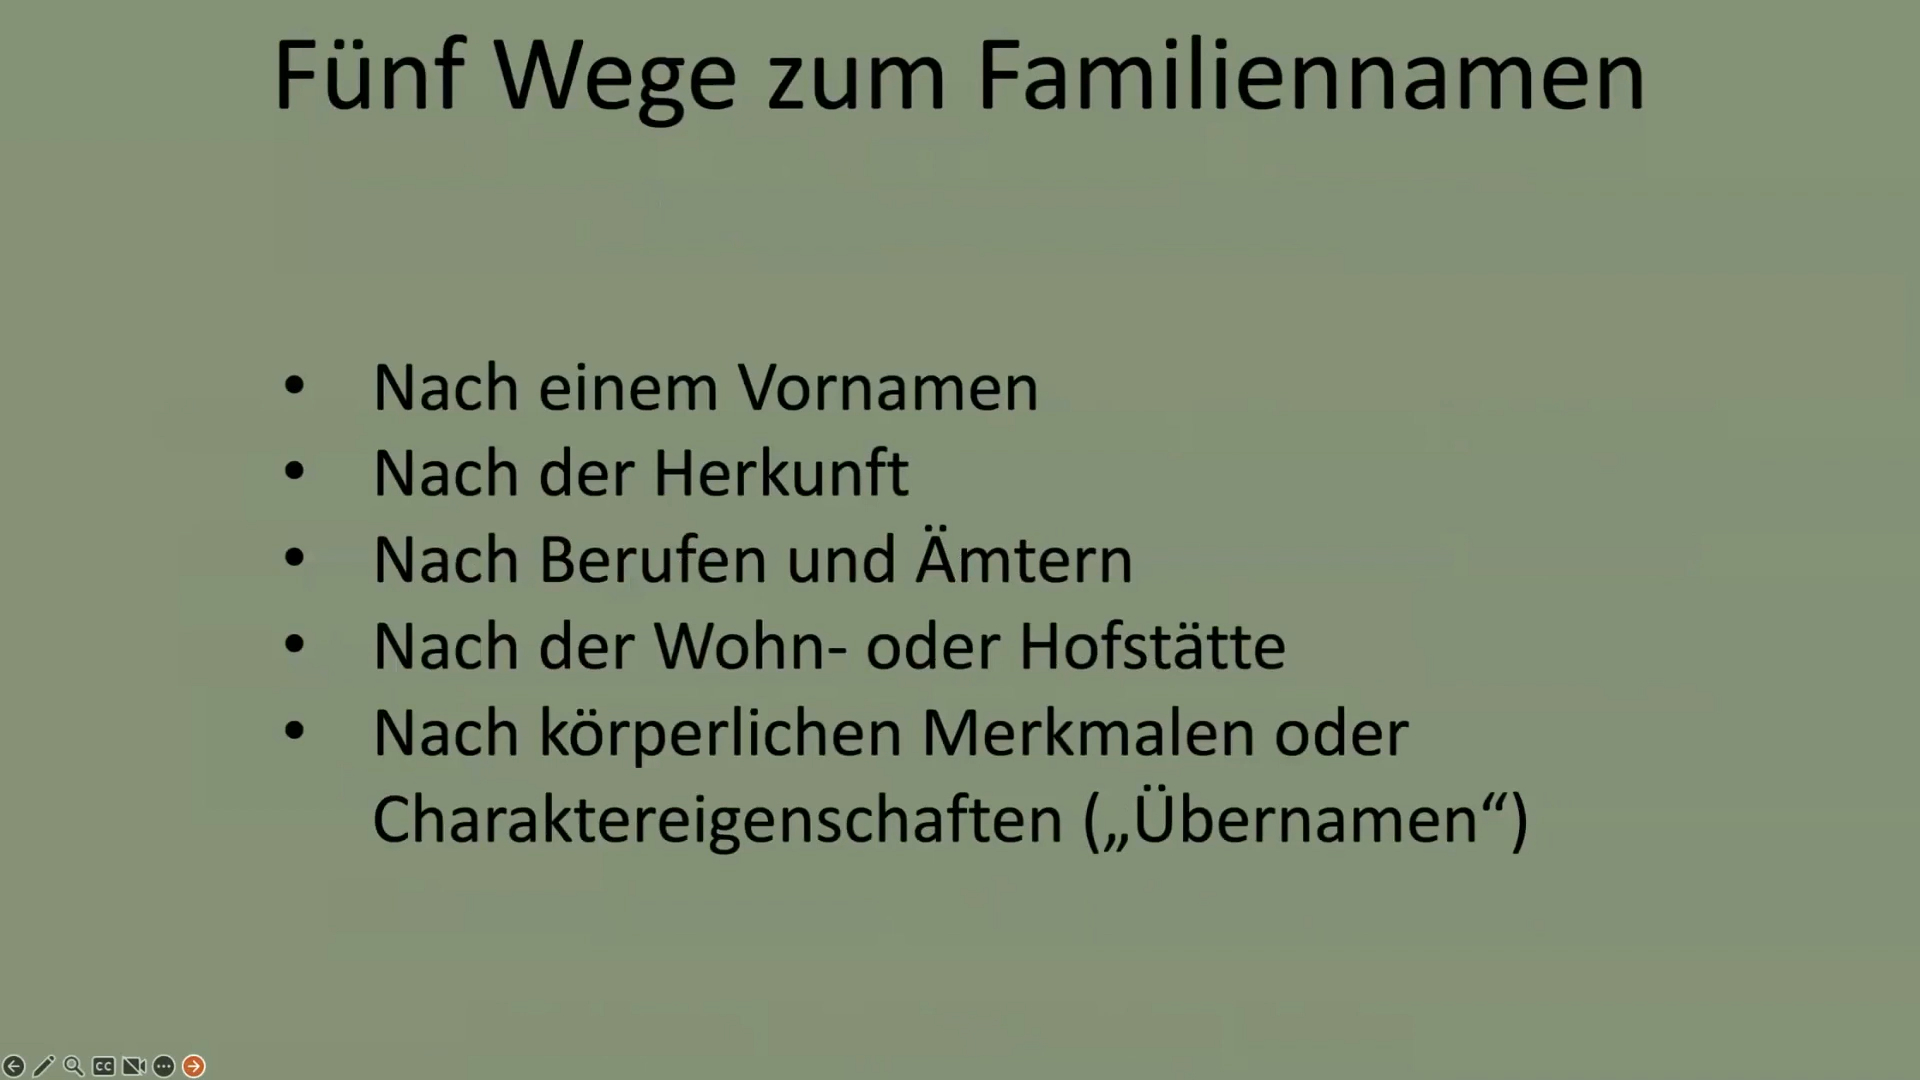 Fünf Wege zum Familiennamen
• Nach einem Vornamen
• Nach der Herkunft
• Nach Berufen und Ämtern
• Nach der Wohn- oder Hofstätte
• Nach körperlichen Merkmalen oder
Charaktereigenschaften („Übernamen“)
CC